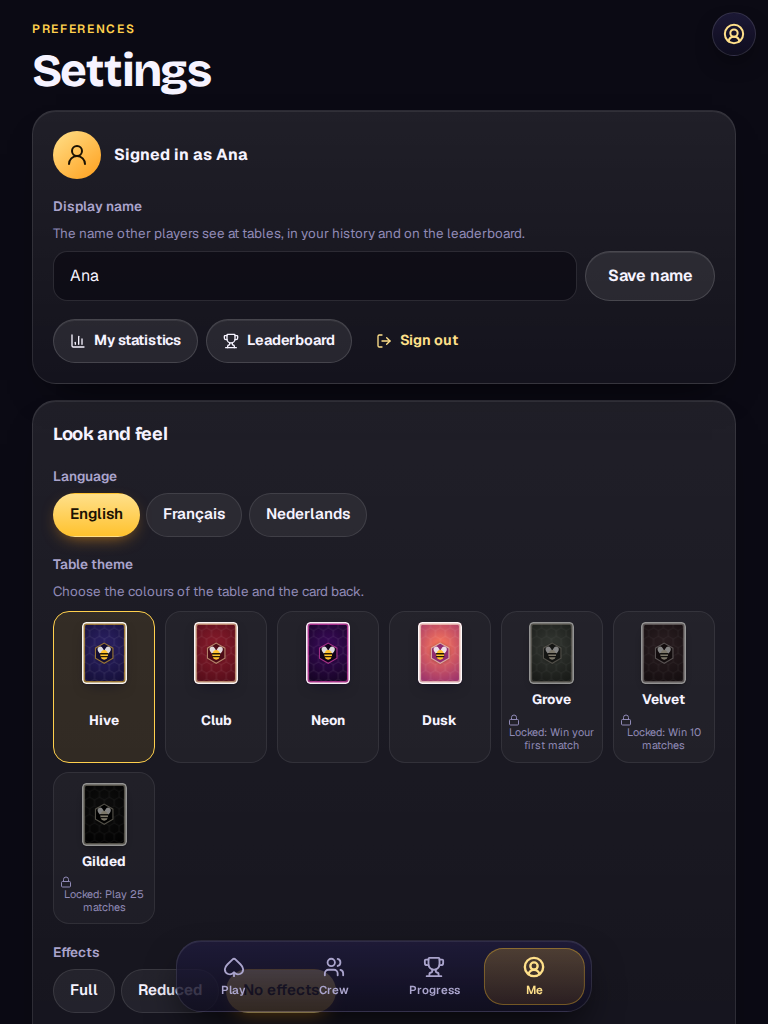 PREFERENCES
Settings
Signed in as Ana
Display name
The name other players see at tables, in your history and on the leaderboard.
Ana
Save name
My statistics
Leaderboard
Sign out
Look and feel
Language
English
Français
Nederlands
Table theme
Choose the colours of the table and the card back.
Hive
Club
Neon
Dusk
Grove
Locked: Win your
first match
Velvet
Locked: Win 10
matches
Gilded
Locked: Play 25
matches
Effects
Full
Reduced
No effects
Play
Crew
Progress
Me